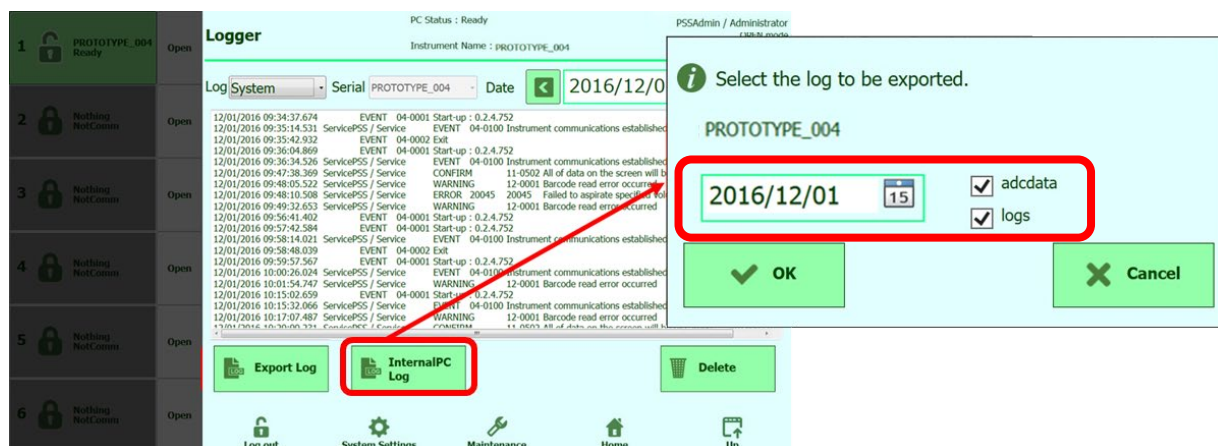 PC Status : Ready
PSSAdmin / Administrator
Logger
Instrument Name : PROTOTYPE_004
1 PROTOTYPE_004 Open
Ready
Log System Serial PROTOTYPE_004 Date 2016/12/0
12/01/2016 09:34:37.674 EVENT 04-0001 Start-up : 0.2.4.752
12/01/2016 09:35:14.531 ServicePSS / Service EVENT 04-0100 Instrument communications established
12/01/2016 09:35:42.932 EVENT 04-0002 Exit
12/01/2016 09:36:04.869 EVENT 04-0001 Start-up : 0.2.4.752
12/01/2016 09:36:34.526 ServicePSS / Service EVENT 04-0100 Instrument communications established
12/01/2016 09:47:38.369 ServicePSS / Service CONFIRM 11-0502 All of data on the screen will b
12/01/2016 09:48:05.522 ServicePSS / Service WARNING 12-0001 Barcode read error occurred
12/01/2016 09:48:10.508 ServicePSS / Service ERROR 20045 20045 Failed to aspirate specified vol
12/01/2016 09:49:32.653 ServicePSS / Service WARNING 12-0001 Barcode read error occurred
12/01/2016 09:56:41.402 EVENT 04-0001 Start-up : 0.2.4.752
12/01/2016 09:57:42.584 EVENT 04-0001 Start-up : 0.2.4.752
12/01/2016 09:58:14.021 ServicePSS / Service EVENT 04-0100 Instrument communications established
12/01/2016 09:58:48.039 EVENT 04-0002 Exit
12/01/2016 09:59:57.567 EVENT 04-0001 Start-up : 0.2.4.752
12/01/2016 10:00:26.024 ServicePSS / Service EVENT 04-0100 Instrument communications established
12/01/2016 10:01:54.747 ServicePSS / Service WARNING 12-0001 Barcode read error occurred
12/01/2016 10:15:02.659 EVENT 04-0001 Start-up : 0.2.4.752
12/01/2016 10:15:32.066 ServicePSS / Service EVENT 04-0100 Instrument communications established
12/01/2016 10:17:07.487 ServicePSS / Service WARNING 12-0001 Barcode read error occurred
2 Nothing Open
NotComm
3 Nothing Open
NotComm
4 Nothing Open
NotComm
5 Nothing Open
NotComm
6 Nothing Open
NotComm
Export Log
InternalPC
Log
Delete
Log out System Settings Maintenance Home Up
Select the log to be exported.
PROTOTYPE_004
2016/12/01 15
adcdata
logs
OK
Cancel